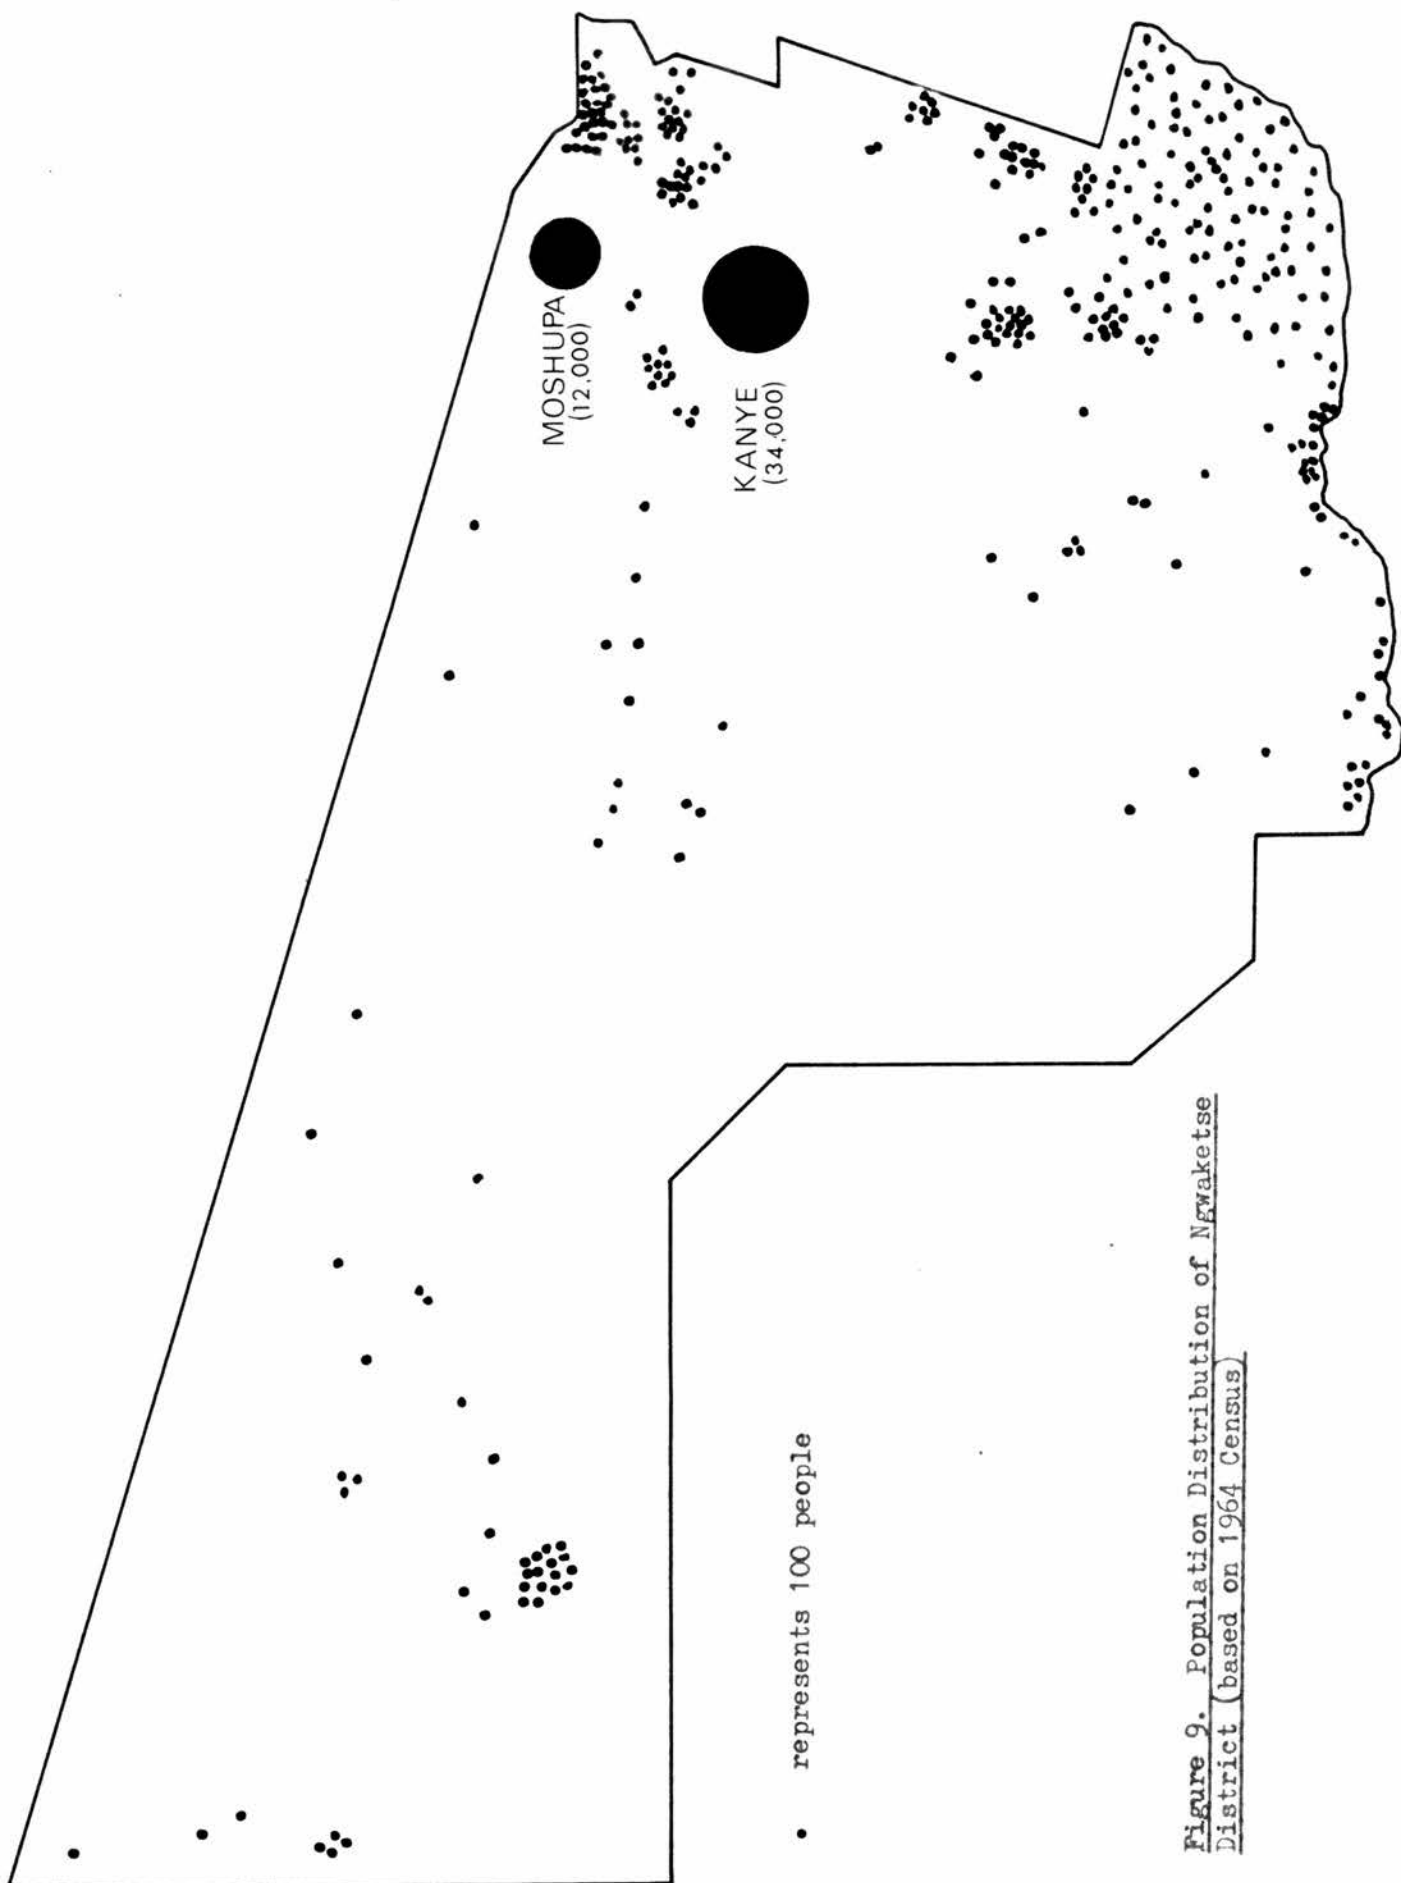 MOSHUPA
(12,000)
KANYE
(34,000)
represents 100 people
Figure 9. Population Distribution of Ngwaketse
District (based on 1964 Census)